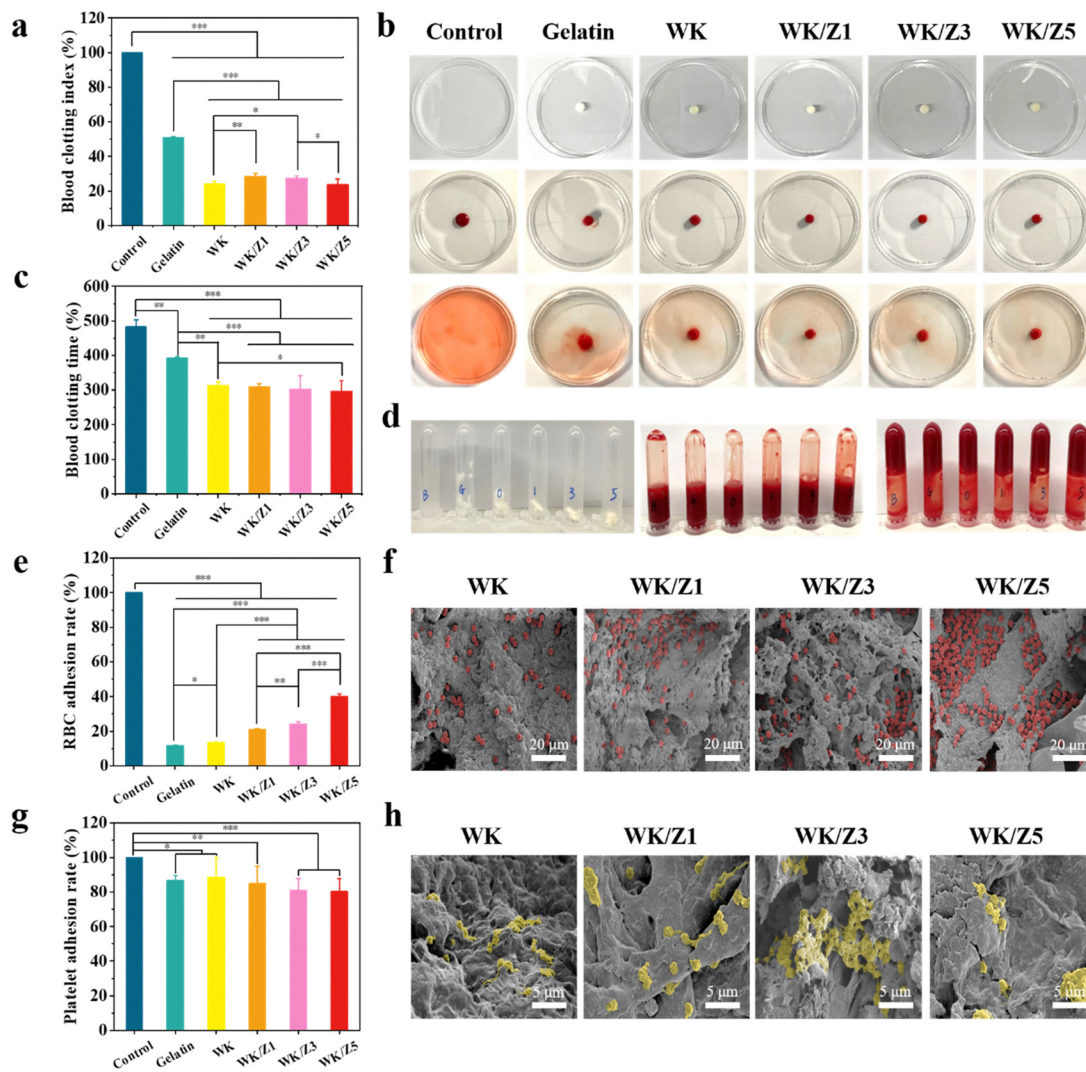 a
Blood clotting index (%)
120
100
80
60
40
20
0
***
***
*
**
*
Control
Gelatin
WK
WK/Z1
WK/Z3
WK/Z5
b
Control
Gelatin
WK
WK/Z1
WK/Z3
WK/Z5
c
Blood clotting time (%)
600
500
400
300
200
100
0
***
**
***
**
*
Control
Gelatin
WK
WK/Z1
WK/Z3
WK/Z5
d
B G 0 1 3 5
B G 0 1 3 5
e
RBC adhesion rate (%)
120
100
80
60
40
20
0
***
***
***
***
***
*
**
Control
Gelatin
WK
WK/Z1
WK/Z3
WK/Z5
f
WK
WK/Z1
WK/Z3
WK/Z5
20 μm
20 μm
20 μm
20 μm
g
Platelet adhesion rate (%)
120
100
80
60
40
20
0
***
**
*
Control
Gelatin
WK
WK/Z1
WK/Z3
WK/Z5
h
WK
WK/Z1
WK/Z3
WK/Z5
5 μm
5 μm
5 μm
5 μm